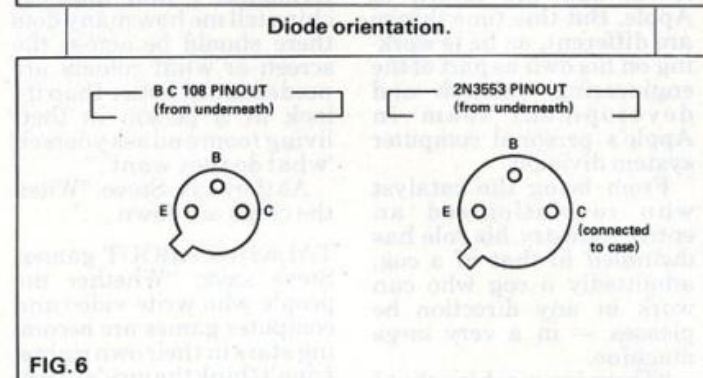 Diode orientation.
B C 108 PINOUT
(from underneath)
B
E
C
2N3553 PINOUT
(from underneath)
B
E
C
(connected
to case)
FIG.6